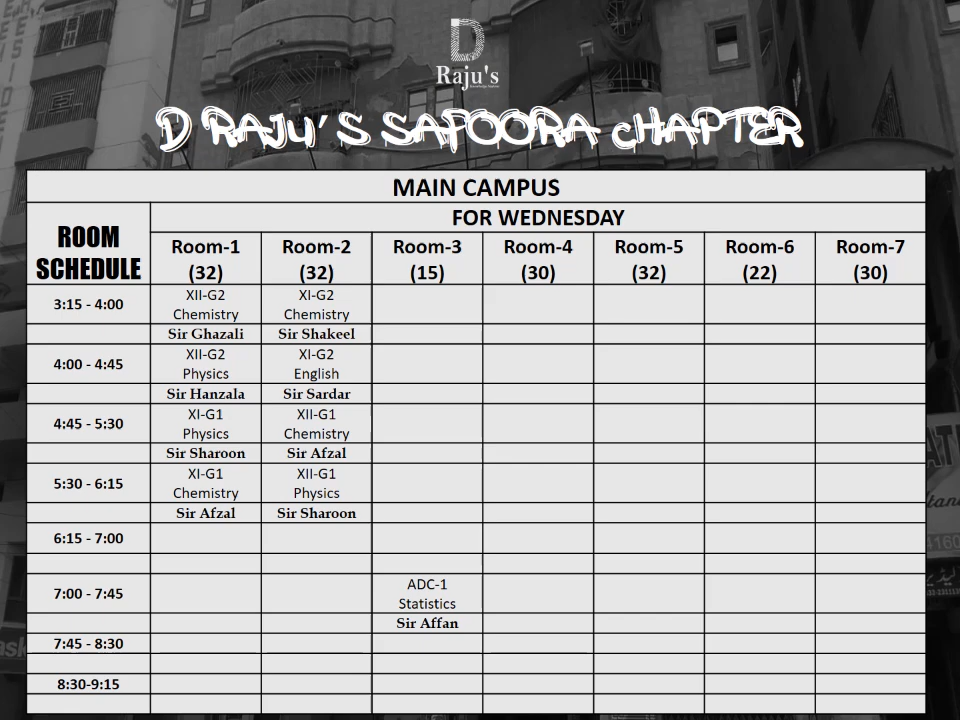 D
Raju's
D RAJU'S SAFOORA CHAPTER
MAIN CAMPUS
ROOM SCHEDULE
FOR WEDNESDAY
Room-1 (32) Room-2 (32) Room-3 (15) Room-4 (30) Room-5 (32) Room-6 (22) Room-7 (30)
3:15 - 4:00
XII-G2 Chemistry
XI-G2 Chemistry
Sir Ghazali
Sir Shakeel
4:00 - 4:45
XII-G2 Physics
XI-G2 English
Sir Hanzala
Sir Sardar
4:45 - 5:30
XI-G1 Physics
XII-G1 Chemistry
Sir Sharoon
Sir Afzal
5:30 - 6:15
XI-G1 Chemistry
XII-G1 Physics
Sir Afzal
Sir Sharoon
6:15 - 7:00
7:00 - 7:45
ADC-1 Statistics
Sir Affan
7:45 - 8:30
8:30-9:15